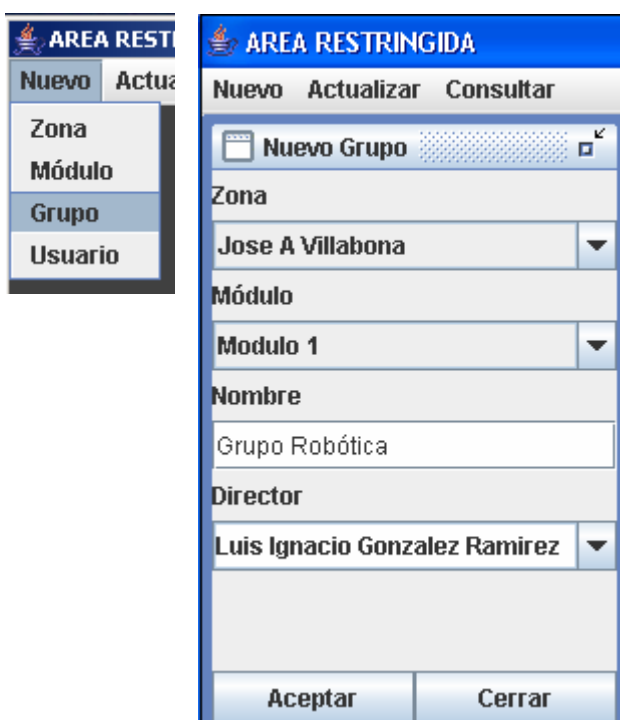 AREA REST
Nuevo Actua
Zona
Módulo
Grupo
Usuario
AREA RESTRINGIDA
Nuevo Actualizar Consultar
Nuevo Grupo
Zona
Jose A Villabona
Módulo
Modulo 1
Nombre
Grupo Robótica
Director
Luis Ignacio Gonzalez Ramirez
Aceptar Cerrar